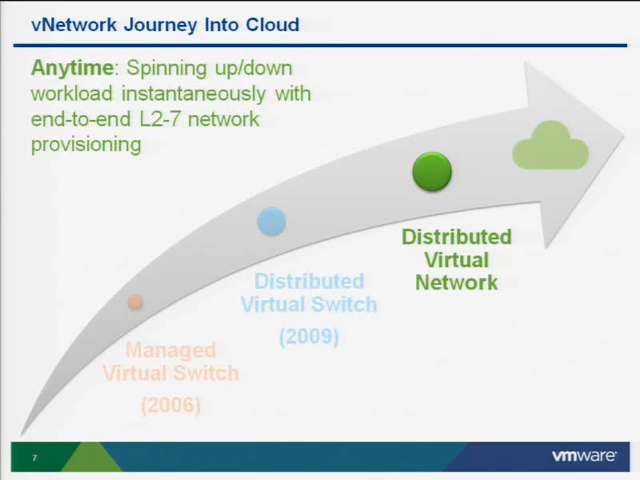 vNetwork Journey Into Cloud
Anytime: Spinning up/down
workload instantaneously with
end-to-end L2-7 network
provisioning
Distributed
Virtual
Network
Distributed
Virtual Switch
(2009)
Managed
Virtual Switch
(2006)
7
vmware